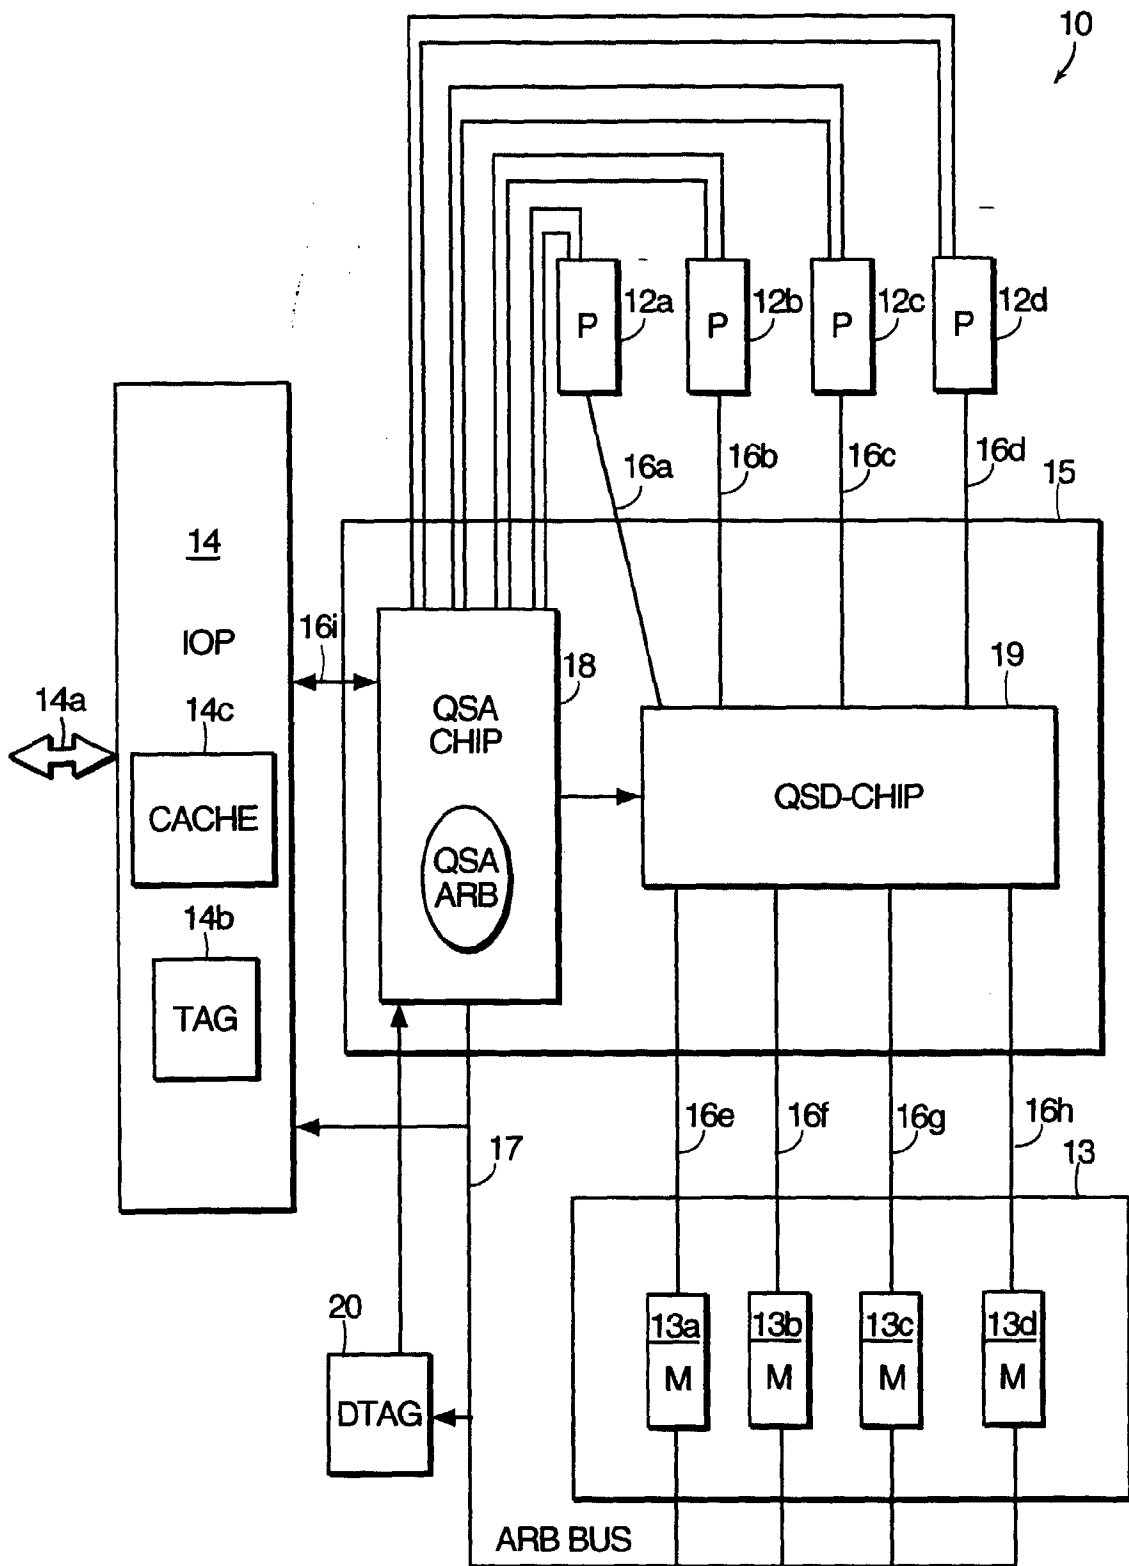 10
12a
12b
12c
12d
P
P
P
P
16a
16b
16c
16d
15
14
IOP
16i
18
19
14a
14c
QSA
CHIP
QSD-CHIP
CACHE
QSA
ARB
14b
TAG
16e
16f
16g
16h
17
13
20
13a
13b
13c
13d
M
M
M
M
DTAG
ARB BUS